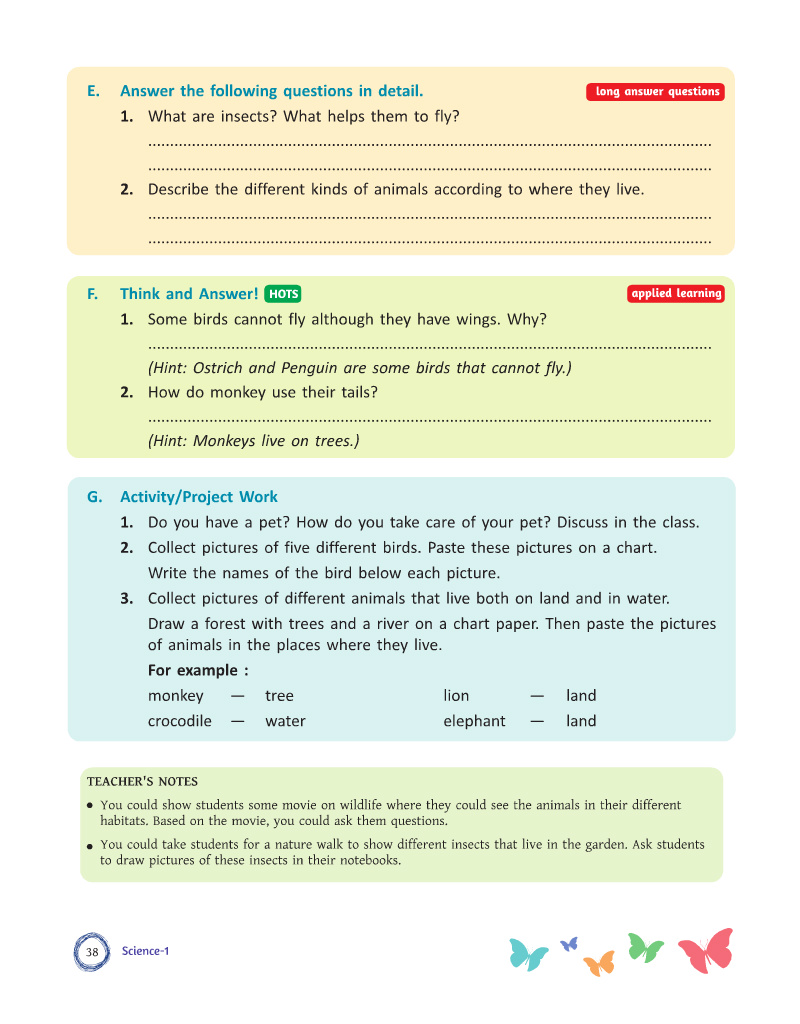 E. Answer the following questions in detail. long answer questions
1. What are insects? What helps them to fly?
2. Describe the different kinds of animals according to where they live.
F. Think and Answer! HOTS applied learning
1. Some birds cannot fly although they have wings. Why?
(Hint: Ostrich and Penguin are some birds that cannot fly.)
2. How do monkey use their tails?
(Hint: Monkeys live on trees.)
G. Activity/Project Work
1. Do you have a pet? How do you take care of your pet? Discuss in the class.
2. Collect pictures of five different birds. Paste these pictures on a chart.
Write the names of the bird below each picture.
3. Collect pictures of different animals that live both on land and in water.
Draw a forest with trees and a river on a chart paper. Then paste the pictures
of animals in the places where they live.
For example :
monkey — tree lion — land
crocodile — water elephant — land
TEACHER'S NOTES
• You could show students some movie on wildlife where they could see the animals in their different
habitats. Based on the movie, you could ask them questions.
• You could take students for a nature walk to show different insects that live in the garden. Ask students
to draw pictures of these insects in their notebooks.
38 Science-1